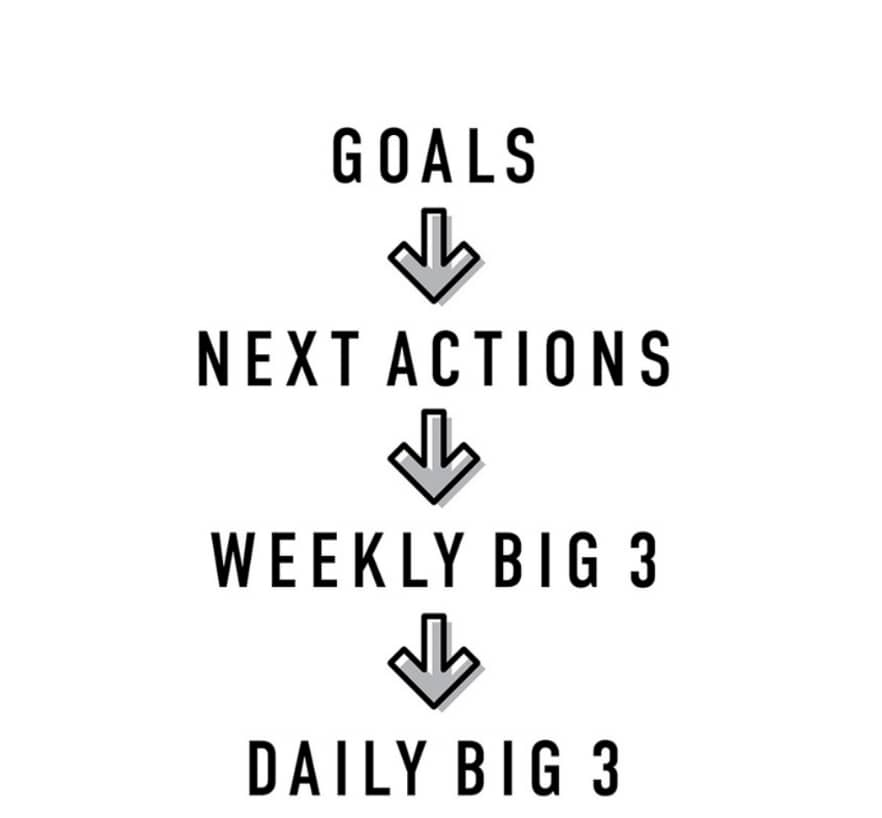 GOALS
NEXT ACTIONS
WEEKLY BIG 3
DAILY BIG 3